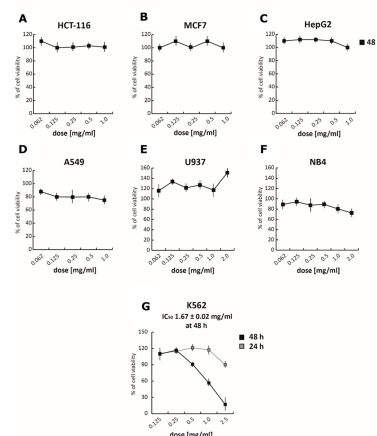 A
HCT-116
% of cell viability
120
100
80
60
40
20
0
0.062
0.125
0.25
0.5
1.0
dose [mg/ml]
B
MCF7
% of cell viability
120
100
80
60
40
20
0
0.062
0.125
0.25
0.5
1.0
dose [mg/ml]
C
HepG2
% of cell viability
120
100
80
60
40
20
0
0.062
0.125
0.25
0.5
1.0
dose [mg/ml]
48
D
A549
% of cell viability
120
100
80
60
40
20
0
0.062
0.125
0.25
0.5
1.0
dose [mg/ml]
E
U937
% of cell viability
160
140
120
100
80
60
40
20
0
0.062
0.125
0.25
0.5
1.0
2.0
dose [mg/ml]
F
NB4
% of cell viability
160
140
120
100
80
60
40
20
0
0.062
0.125
0.25
0.5
1.0
2.0
dose [mg/ml]
G
K562
IC50 1.67 ± 0.02 mg/ml
at 48 h
48 h
24 h
% of cell viability
150
120
90
60
30
0
0.125
0.25
0.5
1.0
2.5
dose [mg/ml]